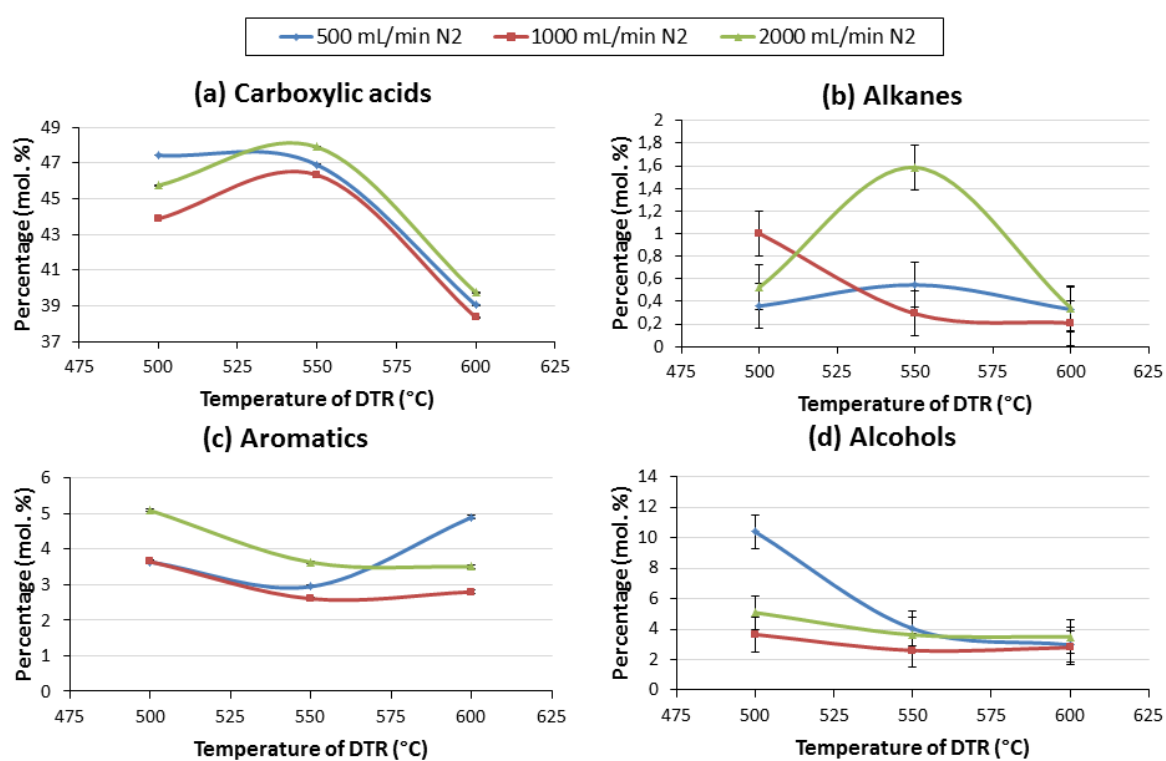 500 mL/min N2 1000 mL/min N2 2000 mL/min N2
(a) Carboxylic acids
Percentage (mol. %)
49
47
45
43
41
39
37
475 500 525 550 575 600 625
Temperature of DTR (°C)
(b) Alkanes
Percentage (mol. %)
2
1,8
1,6
1,4
1,2
1
0,8
0,6
0,4
0,2
0
475 500 525 550 575 600 625
Temperature of DTR (°C)
(c) Aromatics
Percentage (mol. %)
6
5
4
3
2
1
0
475 500 525 550 575 600 625
Temperature of DTR (°C)
(d) Alcohols
Percentage (mol. %)
14
12
10
8
6
4
2
0
475 500 525 550 575 600 625
Temperature of DTR (°C)